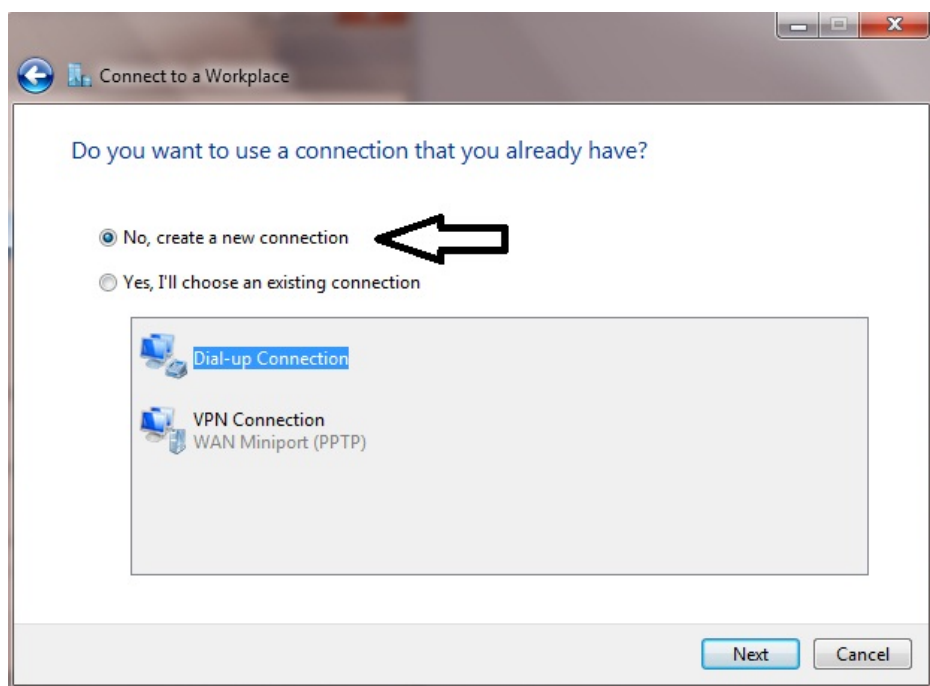 Connect to a Workplace
Do you want to use a connection that you already have?
No, create a new connection
Yes, I'll choose an existing connection
Dial-up Connection
VPN Connection
WAN Miniport (PPTP)
Next Cancel